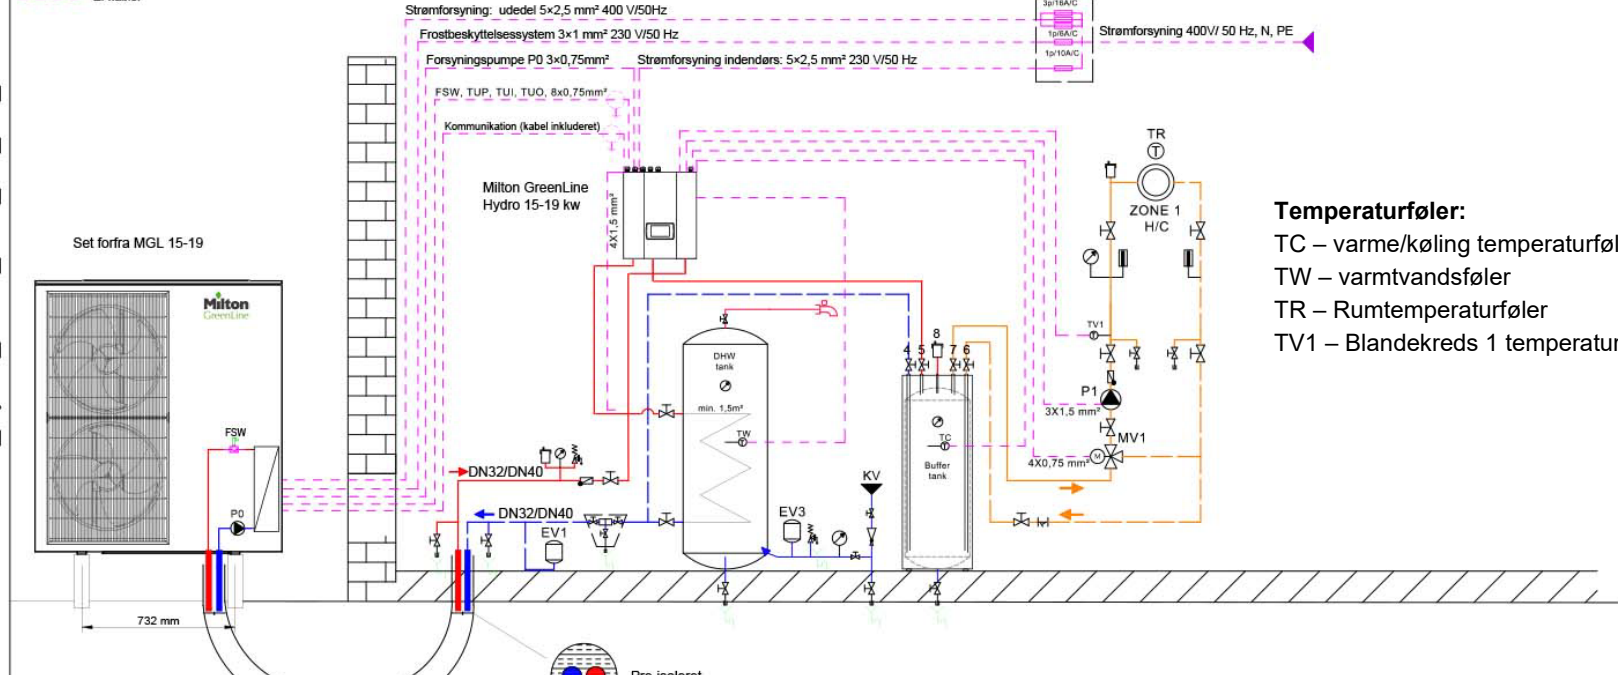 Strømforsyning: udedel 5×2,5 mm² 400 V/50Hz
3p/16A/C
Frostbeskyttelsessystem 3×1 mm² 230 V/50 Hz
1p/6A/C
Strømforsyning 400V/ 50 Hz, N, PE
Forsyningspumpe P0 3×0,75mm²
Strømforsyning indendørs: 5×2,5 mm² 230 V/50 Hz
1p/10A/C
FSW, TUP, TUI, TUO, 8x0,75mm²
Kommunikation (kabel inkluderet)
TR
T
Milton GreenLine
Hydro 15-19 kw
4X1,5 mm²
ZONE 1
H/C
Temperaturføler:
TC – varme/køling temperaturføl
TW – varmtvandsføler
TR – Rumtemperaturføler
TV1 – Blandekreds 1 temperatur
Set forfra MGL 15-19
Milton
GreenLine
TV1
T
4
5
8
7
6
DHW
tank
min. 1,5m²
TW
T
P1
3X1,5 mm²
MV1
M
4X0,75 mm²
TC
T
Buffer
tank
FSW
P0
DN32/DN40
DN32/DN40
EV1
KV
EV3
732 mm